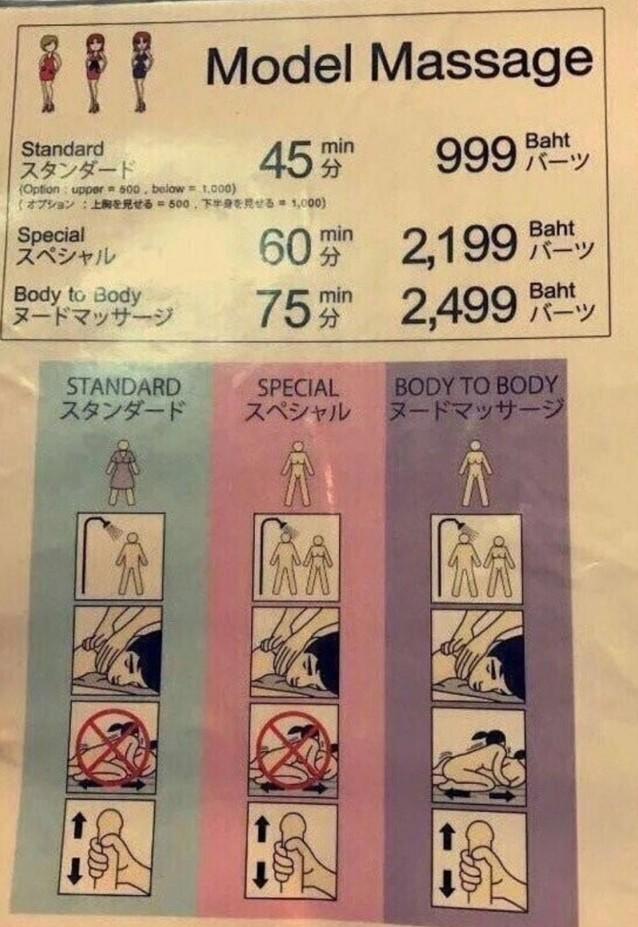 Model Massage
Standard 45 min 999 Baht
スタンダード 分 バーツ
(Option : upper = 500 , below = 1,000)
( オプション : 上胸を見せる = 500 , 下半身を見せる = 1,000)
Special 60 min 2,199 Baht
スペシャル 分 バーツ
Body to Body 75 min 2,499 Baht
ヌードマッサージ 分 バーツ
STANDARD SPECIAL BODY TO BODY
スタンダード スペシャル ヌードマッサージ